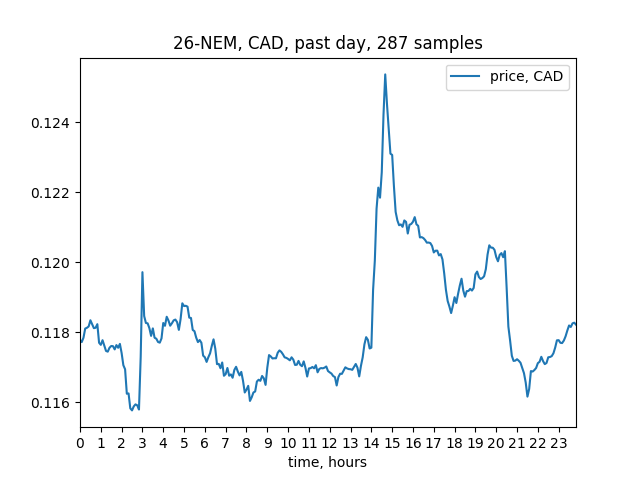 26-NEM, CAD, past day, 287 samples
price, CAD
0.124
0.122
0.120
0.118
0.116
0 1 2 3 4 5 6 7 8 9 10 11 12 13 14 15 16 17 18 19 20 21 22 23
time, hours